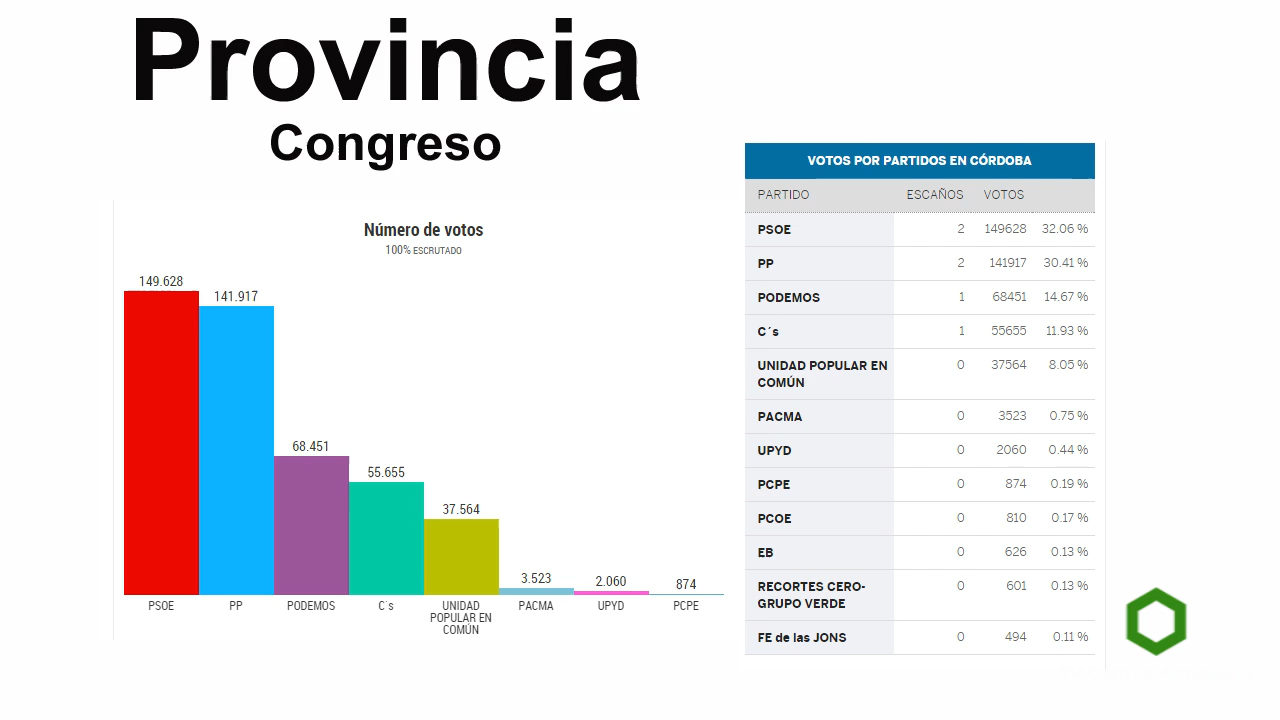 Provincia
Congreso
Número de votos
100% ESCRUTADO
149.628
141.917
68.451
55.655
37.564
3.523
2.060
874
PSOE
PP
PODEMOS
C´s
UNIDAD
POPULAR EN
COMÚN
PACMA
UPYD
PCPE
VOTOS POR PARTIDOS EN CÓRDOBA
PARTIDO ESCAÑOS VOTOS
PSOE 2 149628 32.06 %
PP 2 141917 30.41 %
PODEMOS 1 68451 14.67 %
C´s 1 55655 11.93 %
UNIDAD POPULAR EN 0 37564 8.05 %
COMÚN
PACMA 0 3523 0.75 %
UPYD 0 2060 0.44 %
PCPE 0 874 0.19 %
PCOE 0 810 0.17 %
EB 0 626 0.13 %
RECORTES CERO- 0 601 0.13 %
GRUPO VERDE
FE de las JONS 0 494 0.11 %